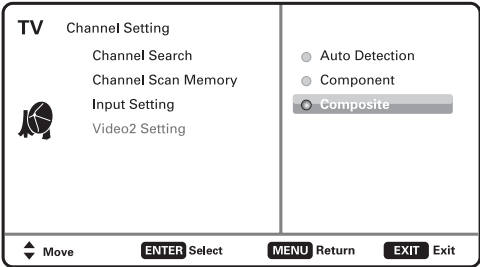 TV Channel Setting
Channel Search
Channel Scan Memory
Input Setting
Video2 Setting
Auto Detection
Component
Composite
Move ENTER Select MENU Return EXIT Exit